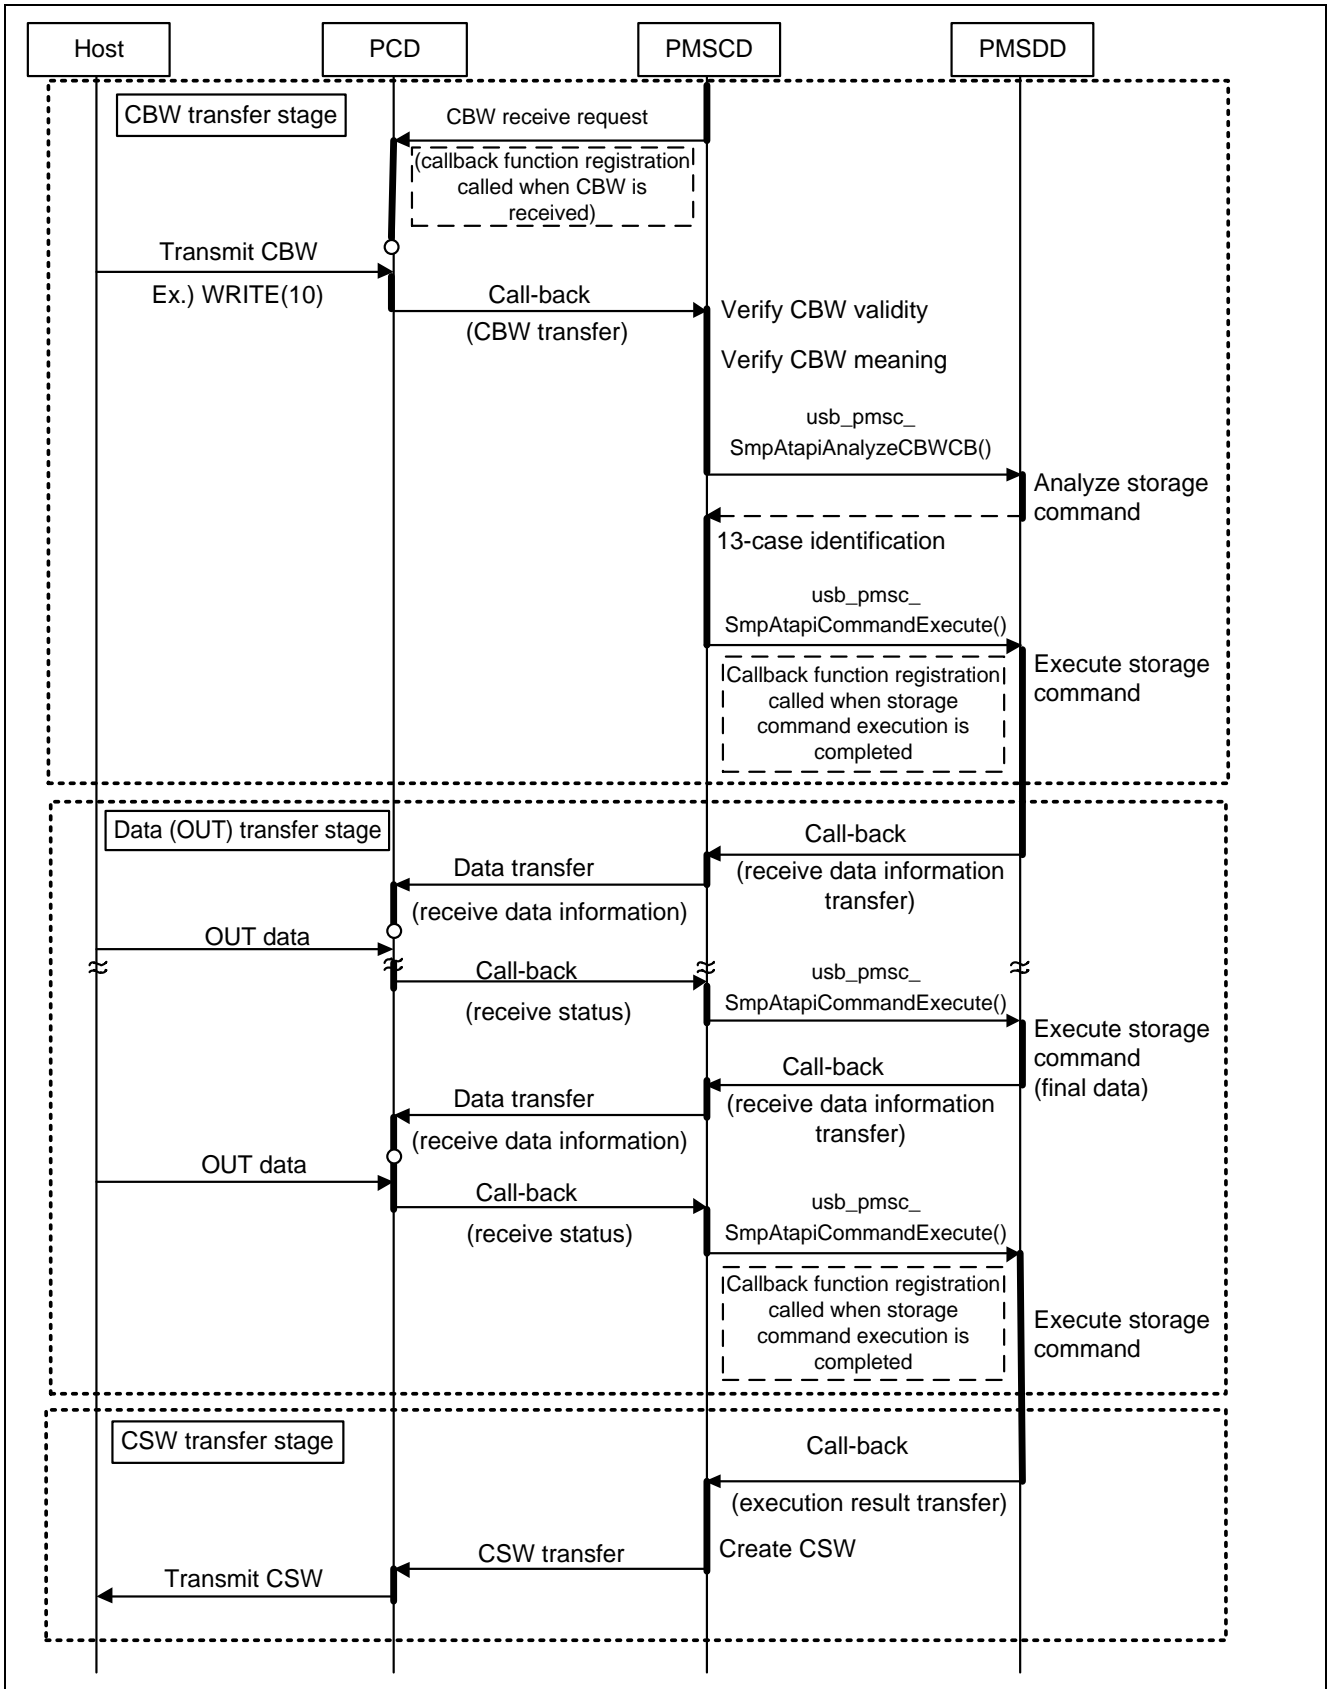 Host
PCD
PMSCD
PMSDD
CBW transfer stage
CBW receive request
(callback function registration
called when CBW is
received)
Transmit CBW
Ex.) WRITE(10)
Call-back
(CBW transfer)
Verify CBW validity
Verify CBW meaning
usb_pmsc_
SmpAtapiAnalyzeCBWCB()
Analyze storage
command
13-case identification
usb_pmsc_
SmpAtapiCommandExecute()
Callback function registration
called when storage
command execution is
completed
Execute storage
command
Data (OUT) transfer stage
Call-back
(receive data information
transfer)
Data transfer
(receive data information)
OUT data
Call-back
(receive status)
usb_pmsc_
SmpAtapiCommandExecute()
Execute storage
command
(final data)
Call-back
(receive data information
transfer)
Data transfer
(receive data information)
OUT data
Call-back
(receive status)
usb_pmsc_
SmpAtapiCommandExecute()
Callback function registration
called when storage
command execution is
completed
Execute storage
command
CSW transfer stage
Call-back
(execution result transfer)
Create CSW
CSW transfer
Transmit CSW